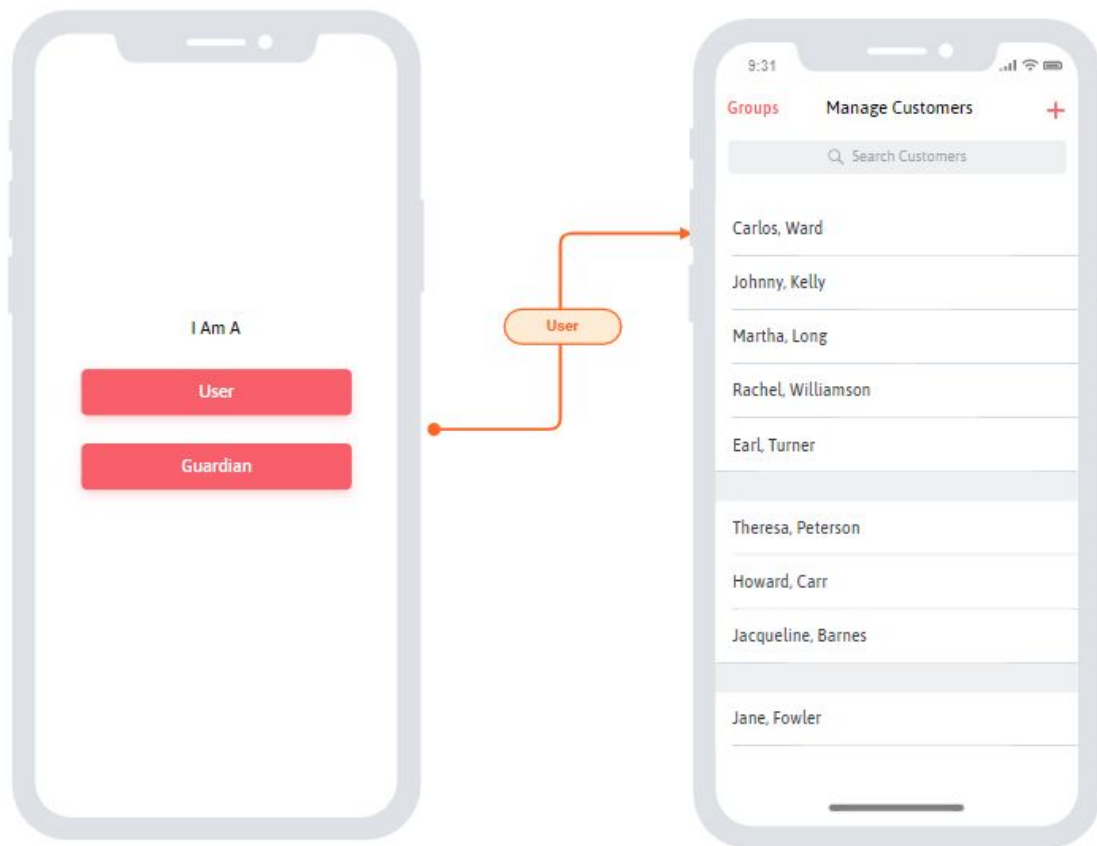 I Am A
User
Guardian
User
9:31
Groups Manage Customers +
Search Customers
Carlos, Ward
Johnny, Kelly
Martha, Long
Rachel, Williamson
Earl, Turner
Theresa, Peterson
Howard, Carr
Jacqueline, Barnes
Jane, Fowler